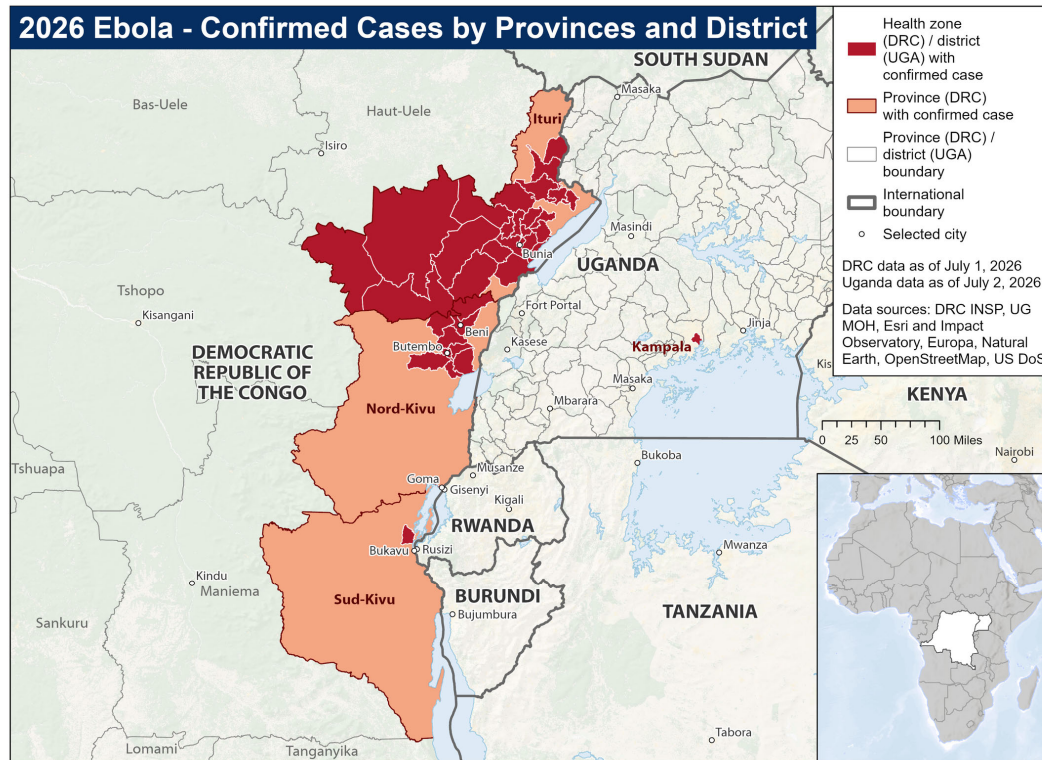 2026 Ebola - Confirmed Cases by Provinces and District
Health zone
(DRC) / district
(UGA) with
confirmed case
Province (DRC)
with confirmed case
Province (DRC) /
district (UGA)
boundary
International
boundary
Selected city
DRC data as of July 1, 2026
Uganda data as of July 2, 2026
Data sources: DRC INSP, UG
MOH, Esri and Impact
Observatory, Europa, Natural
Earth, OpenStreetMap, US DoS
SOUTH SUDAN
Masaka
Bas-Uele
Haut-Uele
Ituri
Isiro
Masindi
Bunia
UGANDA
Tshopo
Fort Portal
Kisangani
Beni
Jinja
Butembo
Kasese
Kampala
Kis
DEMOCRATIC
REPUBLIC OF
THE CONGO
Masaka
KENYA
Nord-Kivu
Mbarara
0 25 50 100 Miles
Tshuapa
Musanze
Bukoba
Nairobi
Goma
Gisenyi
Kigali
RWANDA
Bukavu
Rusizi
Mwanza
Kindu
Maniema
Sud-Kivu
BURUNDI
Bujumbura
TANZANIA
Sankuru
Tabora
Lomami
Tanganyika